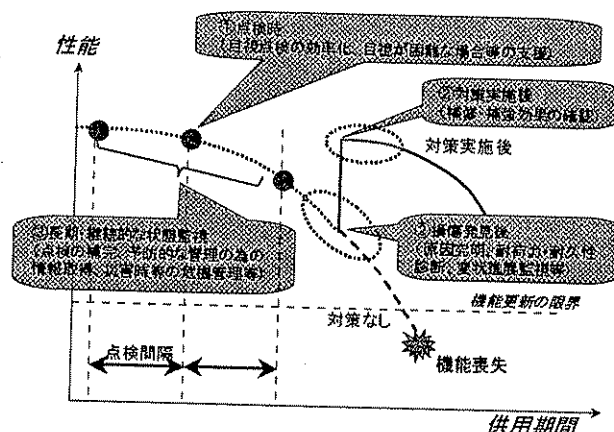 性能
①点検時
(目視点検の効率化、目視が困難な場合等の支援)
③対策実施後
(補修、補強効果の確認)
対策実施後
④長期・継続的な状態監視
(点検の補完、予防的な管理の為の
情報取得、災害時等の危機管理等)
②損傷発見後
(原因究明、耐荷力・耐久性
診断、変状進展監視等)
機能更新の限界
対策なし
点検間隔
機能喪失
供用期間